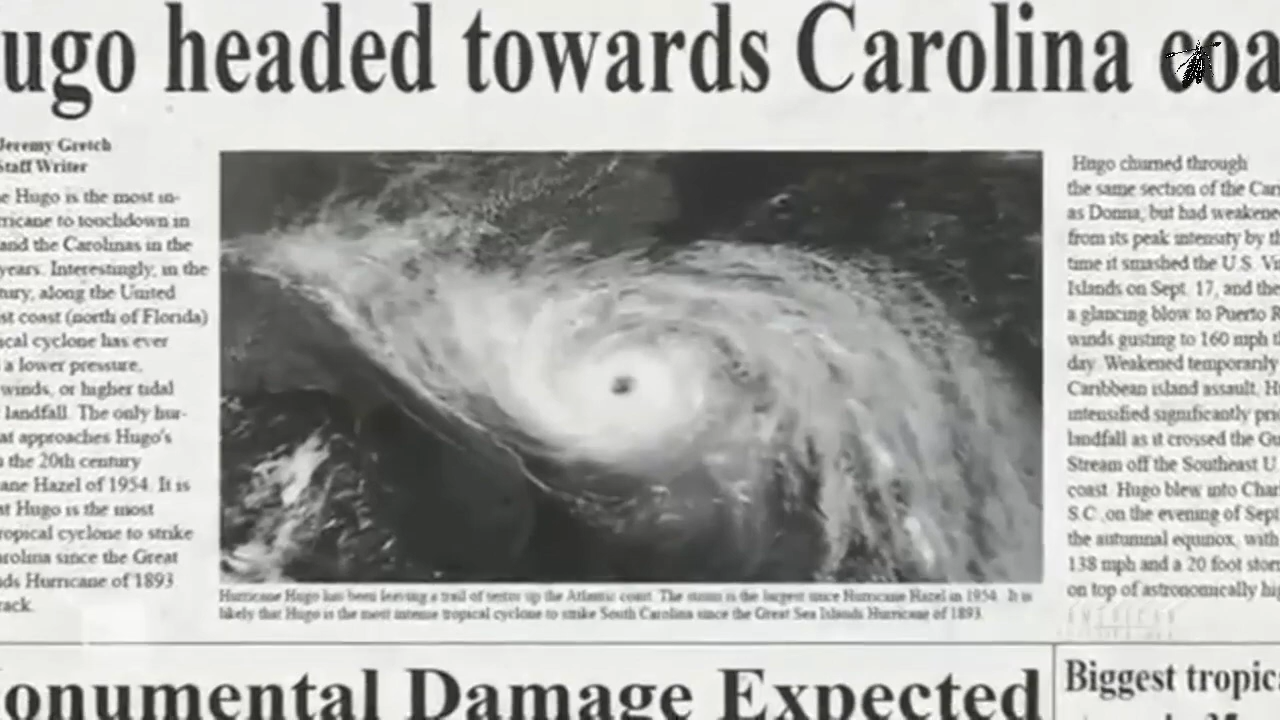 ugo headed towards Carolina coa
Jeremy Gretch
Staff Writer
e Hugo is the most in-
rricane to touchdown in
and the Carolinas in the
years. Interestingly, in the
tury, along the United
st coast (north of Florida)
ical cyclone has ever
a lower pressure,
winds, or higher tidal
landfall. The only hur-
at approaches Hugo's
the 20th century
ane Hazel of 1954. It is
at Hugo is the most
ropical cyclone to strike
arolina since the Great
ds Hurricane of 1893
rack.
Hurricane Hugo has been leaving a trail of terror up the Atlantic coast. The storm is the largest since Hurricane Hazel in 1954. It is
likely that Hugo is the most intense tropical cyclone to strike South Carolina since the Great Sea Islands Hurricane of 1893.
Hugo churned through
the same section of the Car
as Donna, but had weakene
from its peak intensity by th
time it smashed the U.S. Vir
Islands on Sept. 17, and the
a glancing blow to Puerto R
winds gusting to 160 mph t
day. Weakened temporarily
Caribbean island assault, H
intensified significantly pri
landfall as it crossed the Gu
Stream off the Southeast U.
coast. Hugo blew into Char
S.C.,on the evening of Sept
the autumnal equinox, with
138 mph and a 20 foot stor
on top of astronomically hig
AMERICAN
onumental Damage Expected
Biggest tropic